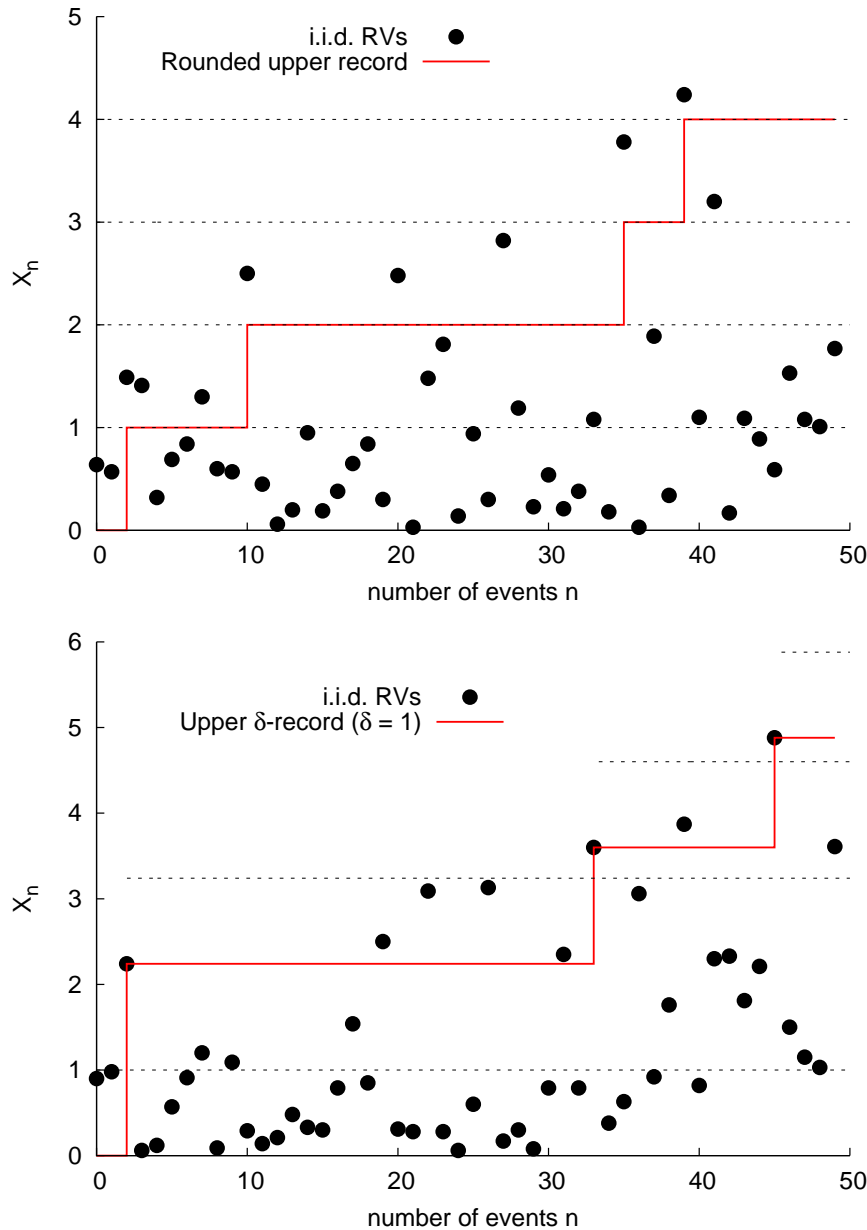 5
i.i.d. RVs
Rounded upper record
4
3
X_n
2
1
0
0 10 20 30 40 50
number of events n
6
i.i.d. RVs
Upper δ-record (δ = 1)
5
4
3
X_n
2
1
0
0 10 20 30 40 50
number of events n